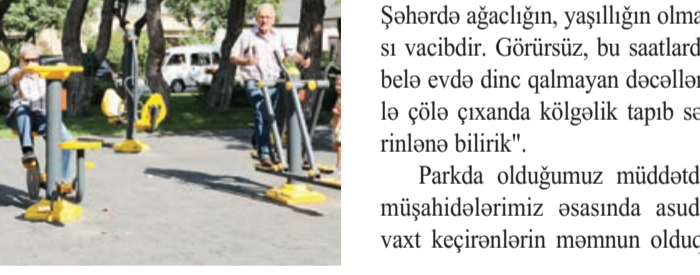 Şəhərdə ağaclığın, yaşıllığın olma
sı vacibdir. Görürsüz, bu saatlard
belə evdə dinc qalmayan dəcəllər
lə çölə çıxanda kölgəlik tapıb sə
rinlənə bilirik".
Parkda olduğumuz müddətd
müşahidələrimiz əsasında asud
vaxt keçirənlərin məmnun olduq